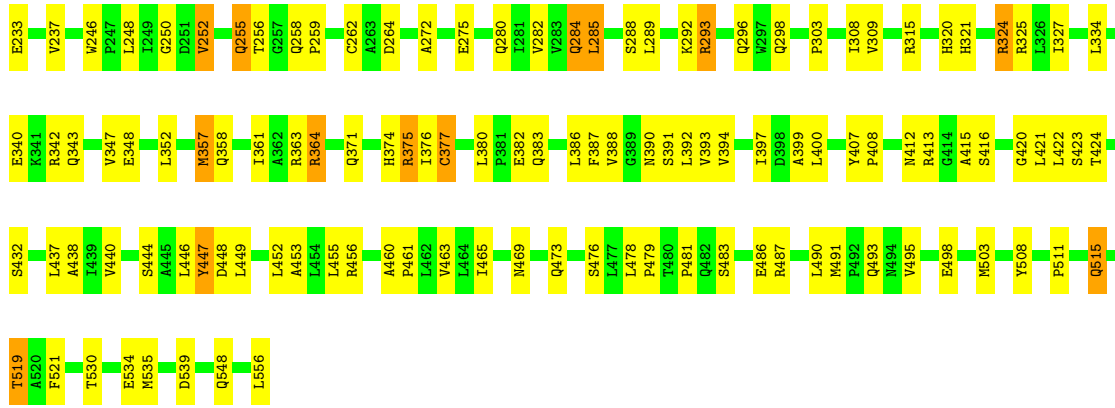 E233 V237 W246 P247 L248 I249 G250 D251 V252 Q255 T256 G257 Q258 P259 C262 A263 D264 A272 E275 Q280 I281 V282 V283 Q284 L285 S288 L289 K292 R293 Q296 W297 Q298 P303 I308 V309 R315 H320 H321 R324 R325 L326 I327 L334
E340 K341 R342 Q343 V347 E348 L352 M357 Q358 I361 A362 R363 R364 Q371 H374 R375 I376 C377 L380 P381 E382 Q383 L386 F387 V388 G389 N390 S391 L392 V393 V394 I397 D398 A399 L400 Y407 P408 N412 R413 G414 A415 S416 G420 L421 L422 S423 T424
S432 L437 A438 I439 V440 S444 A445 L446 Y447 D448 L449 L452 A453 L454 L455 R456 A460 P461 L462 V463 L464 I465 N469 Q473 S476 L477 L478 P479 T480 P481 Q482 S483 E486 R487 L490 M491 P492 Q493 N494 V495 E498 M503 Y508 P511 Q515
T519 A520 F521 T530 E534 M535 D539 Q548 L556